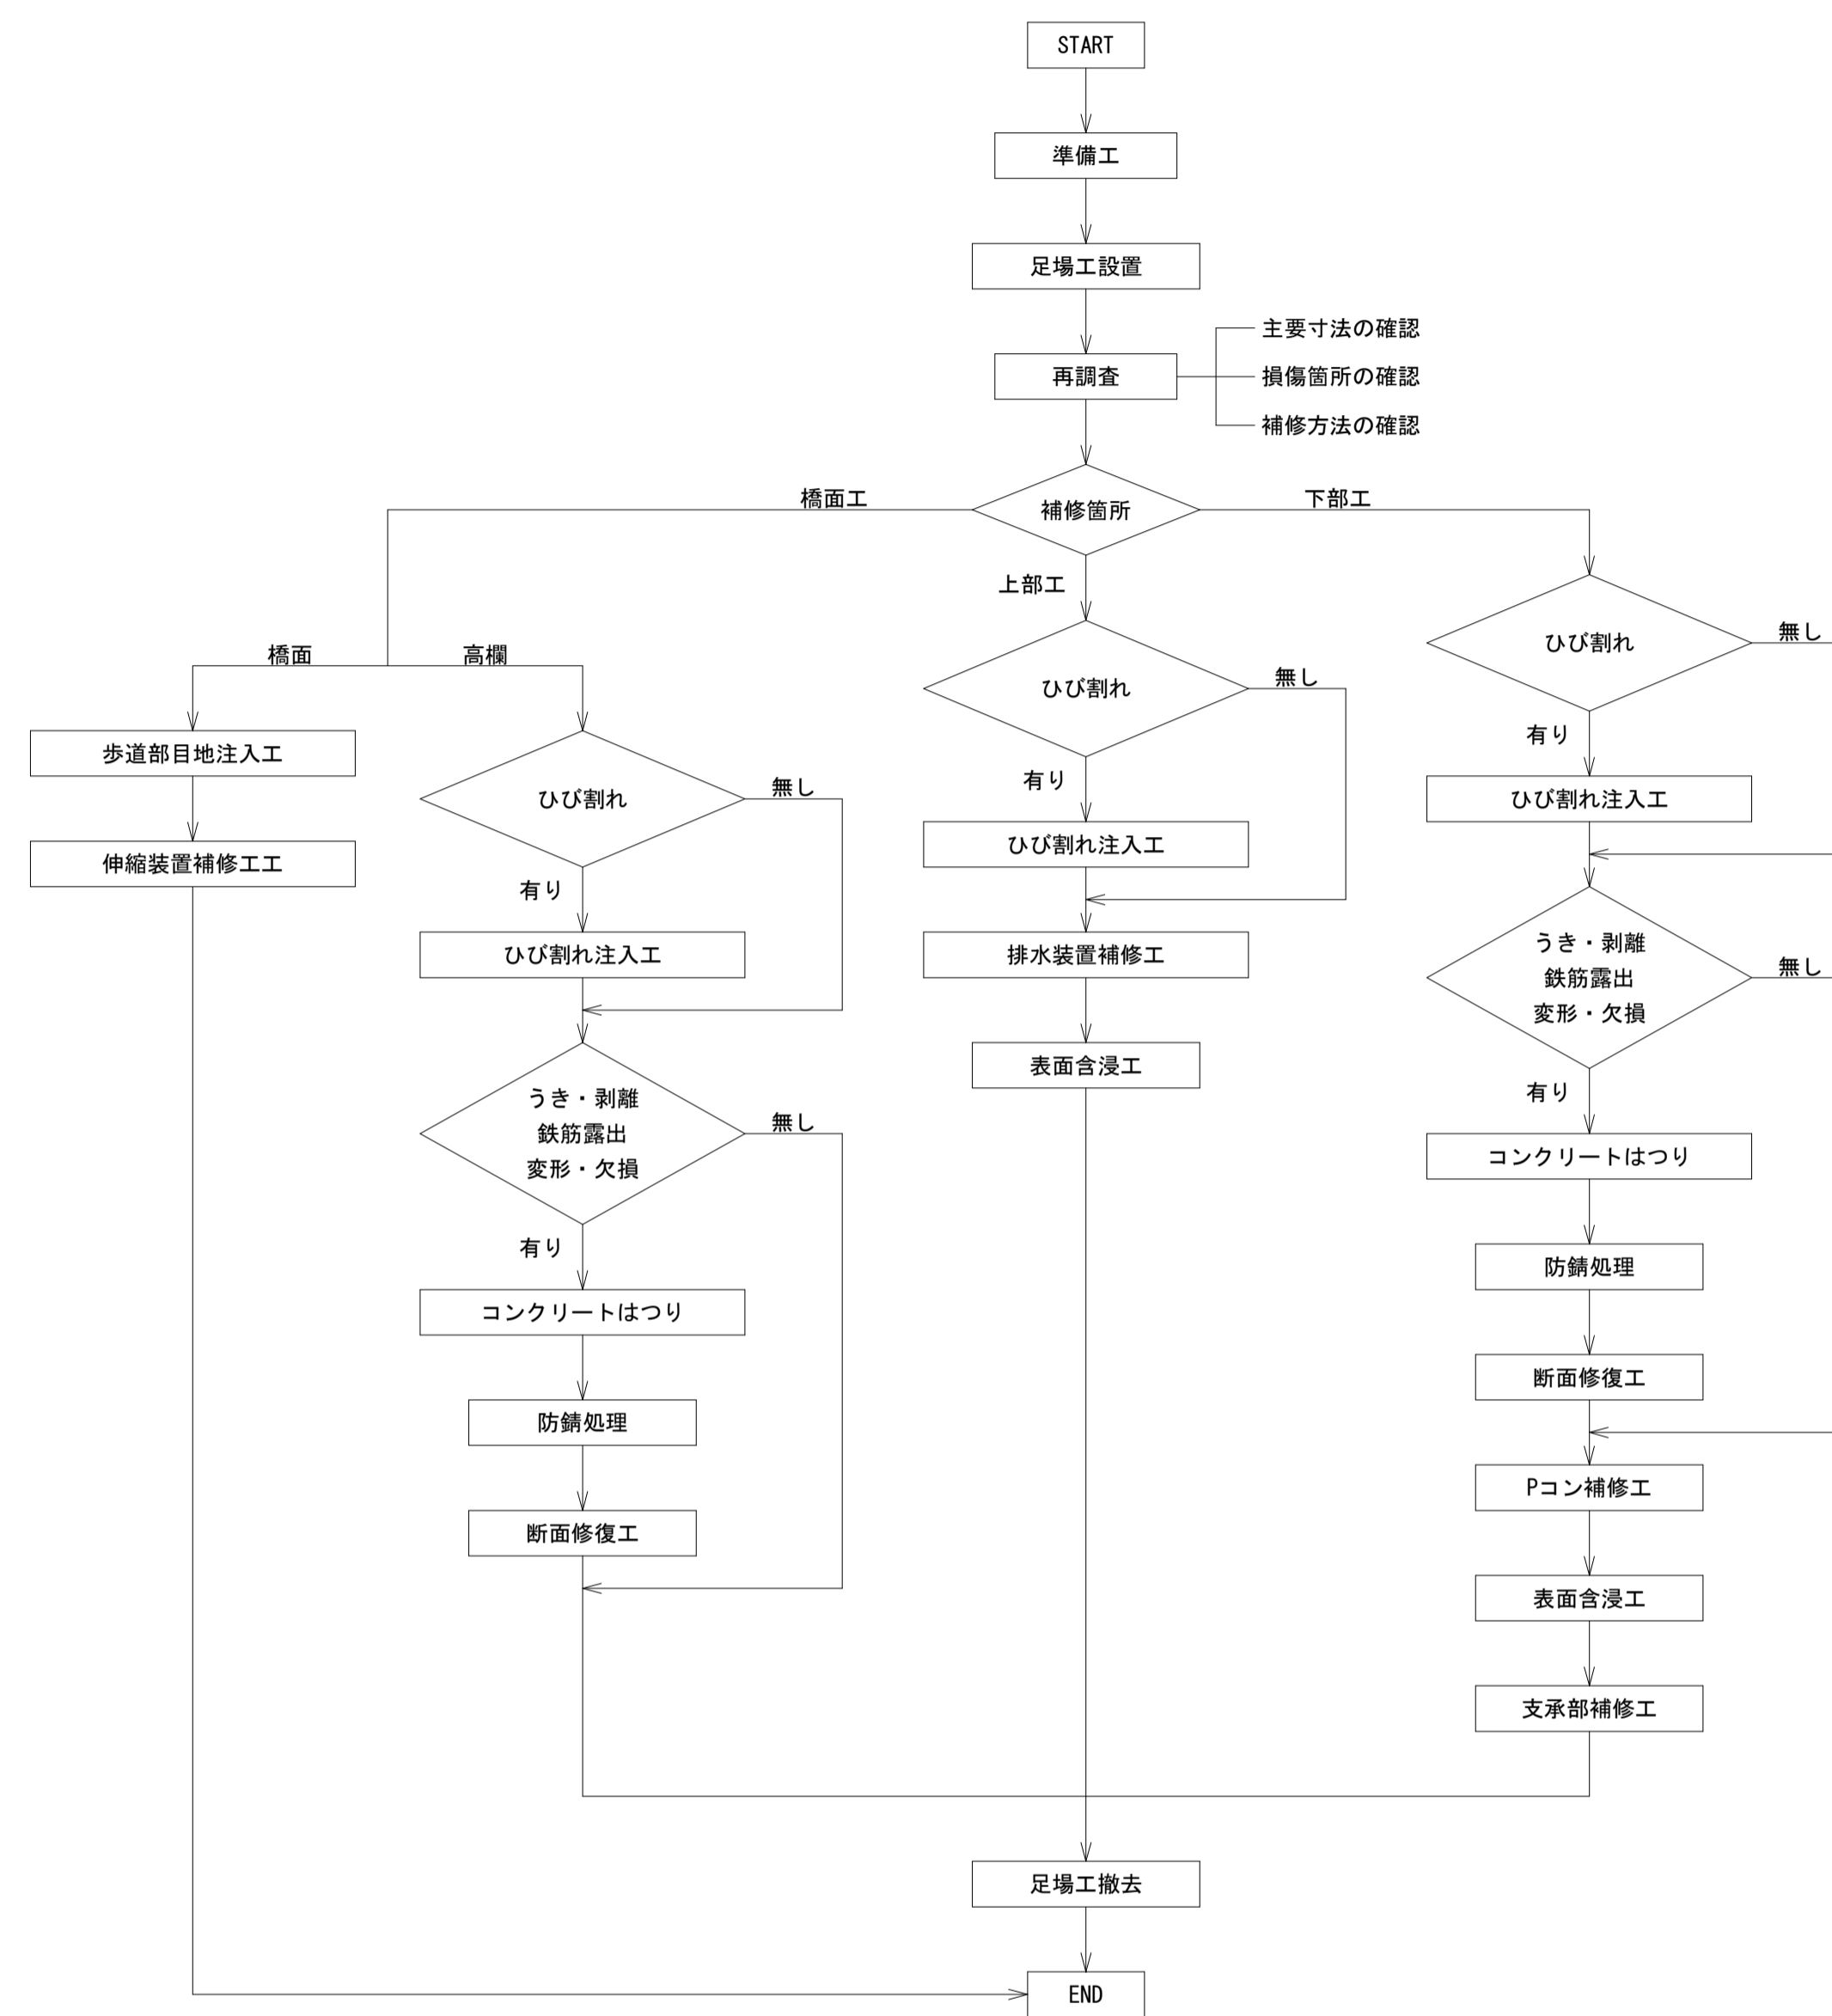 START
準備工
足場工設置
再調査
主要寸法の確認
損傷箇所の確認
補修方法の確認
補修箇所
橋面工
上部工
下部工
橋面
高欄
歩道部目地注入工
伸縮装置補修工工
ひび割れ
無し
有り
ひび割れ注入工
うき・剥離
鉄筋露出
変形・欠損
無し
有り
コンクリートはつり
防錆処理
断面修復工
ひび割れ
無し
有り
ひび割れ注入工
排水装置補修工
表面含浸工
ひび割れ
無し
有り
ひび割れ注入工
うき・剥離
鉄筋露出
変形・欠損
無し
有り
コンクリートはつり
防錆処理
断面修復工
Pコン補修工
表面含浸工
支承部補修工
足場工撤去
END